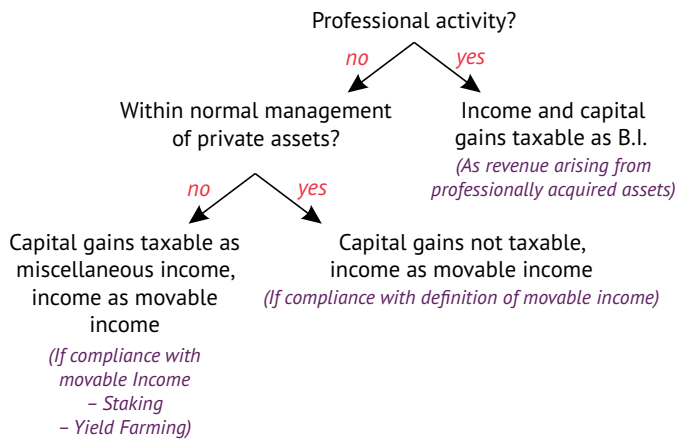 Professional activity?
no
yes
Within normal management
of private assets?
Income and capital
gains taxable as B.I.
(As revenue arising from
professionally acquired assets)
no
yes
Capital gains taxable as
miscellaneous income,
income as movable
income
(If compliance with
movable Income
– Staking
– Yield Farming)
Capital gains not taxable,
income as movable income
(If compliance with definition of movable income)